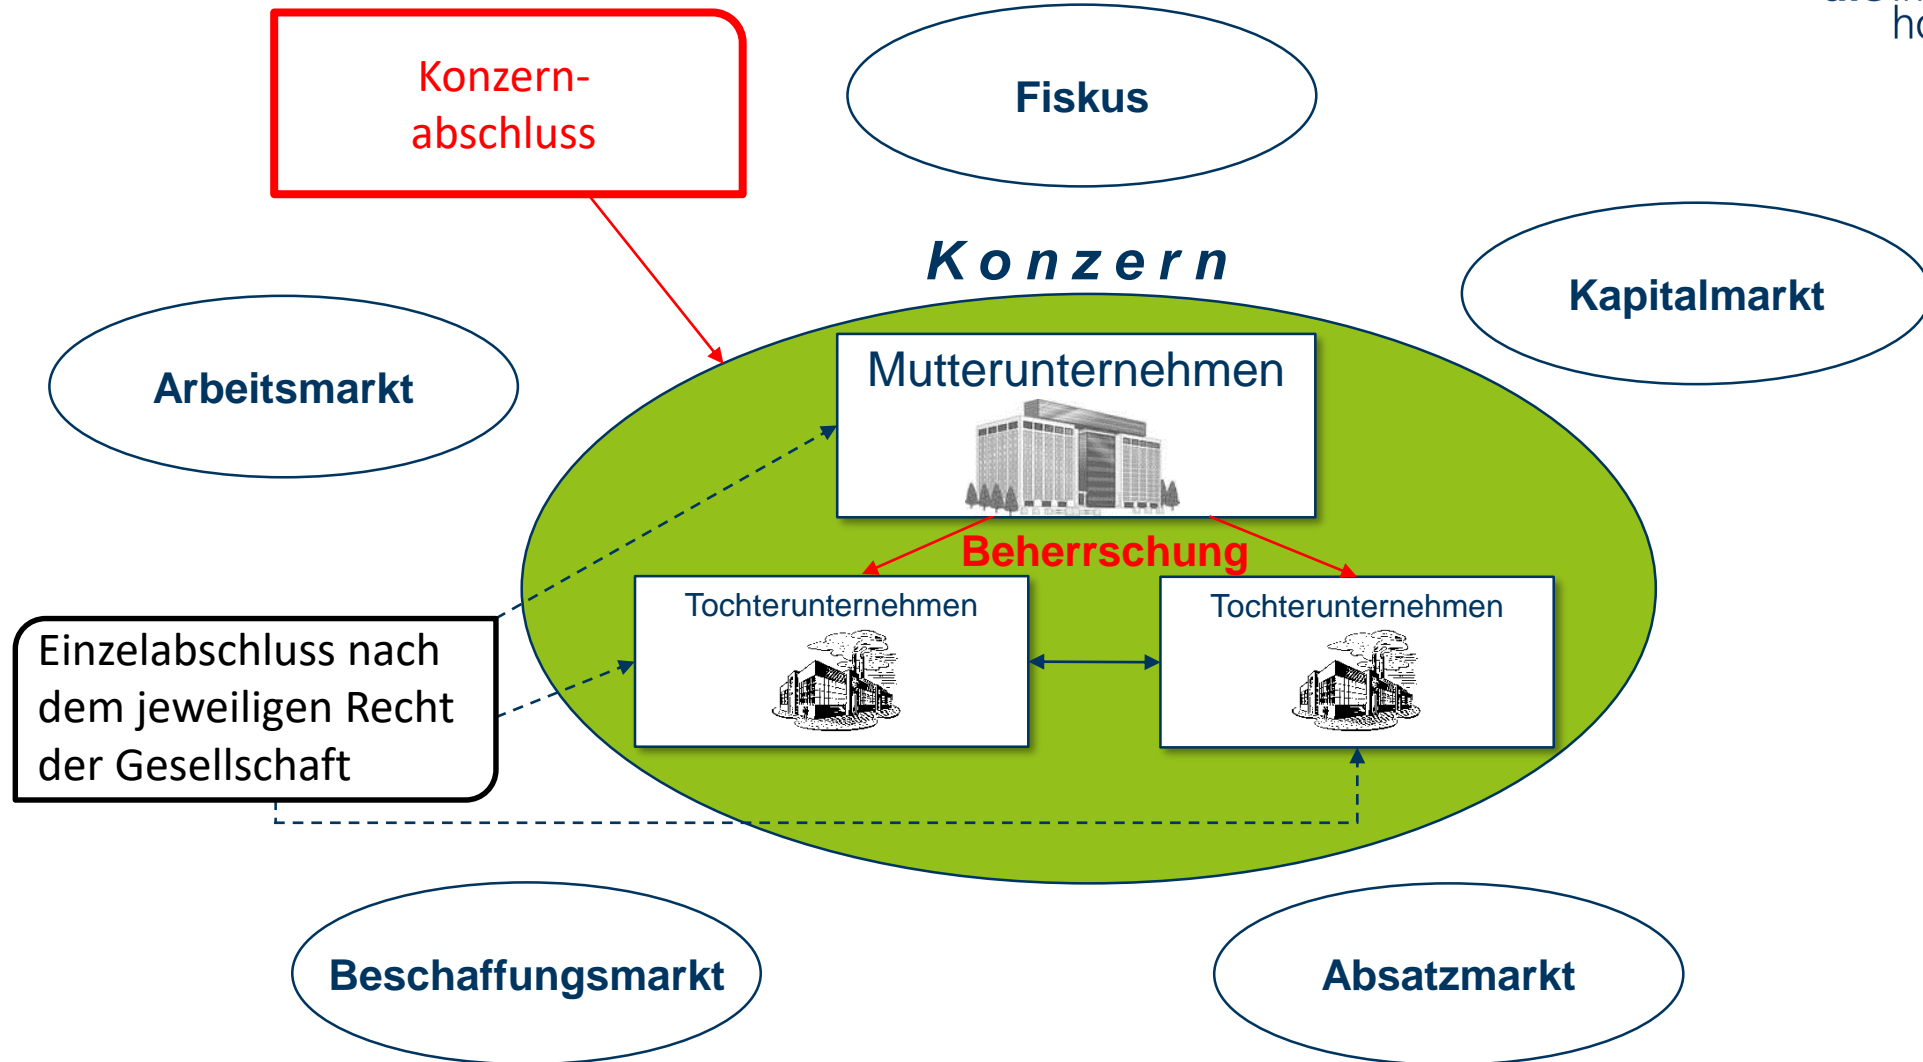 Konzern-
abschluss
Fiskus
Konzern
Kapitalmarkt
Arbeitsmarkt
Mutterunternehmen
Beherrschung
Tochterunternehmen
Tochterunternehmen
Einzelabschluss nach
dem jeweiligen Recht
der Gesellschaft
Beschaffungsmarkt
Absatzmarkt